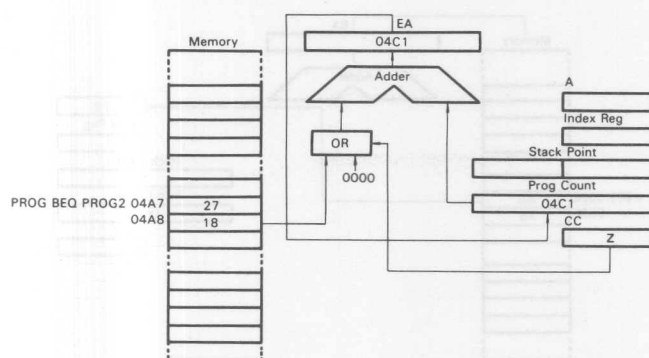 EA
04C1
Memory
Adder
A
Index Reg
OR
Stack Point
0000
Prog Count
PROG BEQ PROG2 04A7
27
04C1
04A8
18
CC
Z